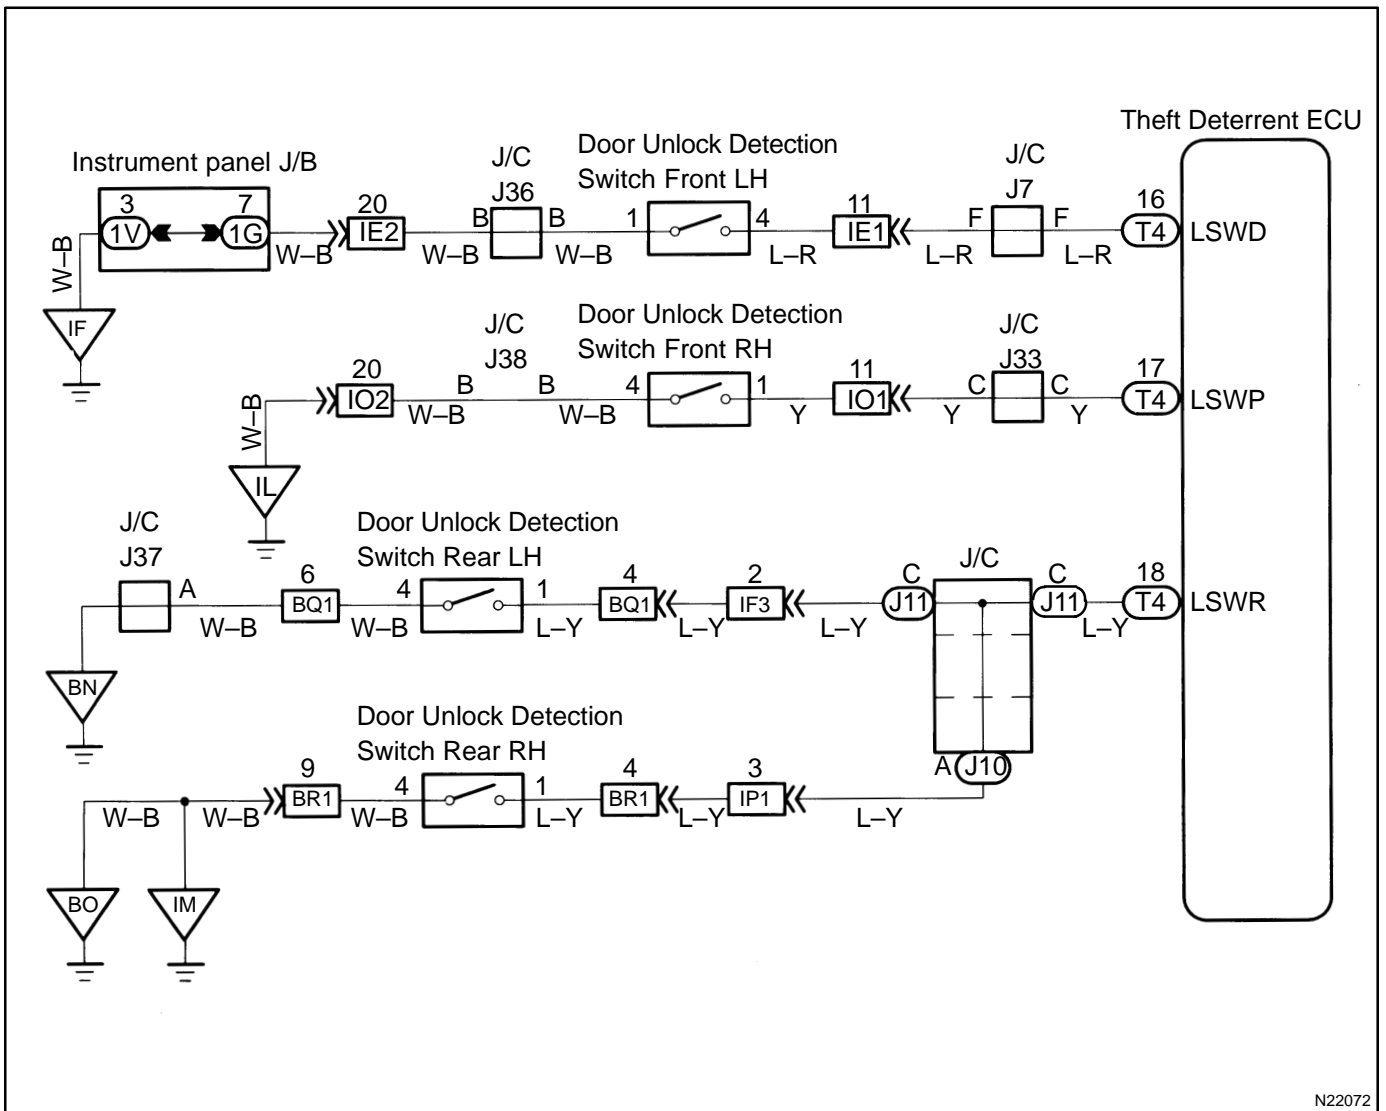 Theft Deterrent ECU
Instrument panel J/B
3
7
1V
1G
W–B
W–B
IF
20
IE2
W–B
J/C
J36
B
B
W–B
Door Unlock Detection
Switch Front LH
1
4
L–R
11
IE1
L–R
J/C
J7
F
F
L–R
16
T4
LSWD
W–B
IL
20
IO2
W–B
J/C
J38
B
B
W–B
Door Unlock Detection
Switch Front RH
4
1
Y
11
IO1
Y
J/C
J33
C
C
Y
17
T4
LSWP
J/C
J37
A
BN
W–B
6
BQ1
W–B
Door Unlock Detection
Switch Rear LH
4
1
L–Y
4
BQ1
L–Y
2
IF3
L–Y
C
J11
J/C
C
J11
L–Y
18
T4
LSWR
A
J10
BO
IM
W–B
W–B
9
BR1
W–B
Door Unlock Detection
Switch Rear RH
4
1
L–Y
4
BR1
L–Y
3
IP1
L–Y
N22072